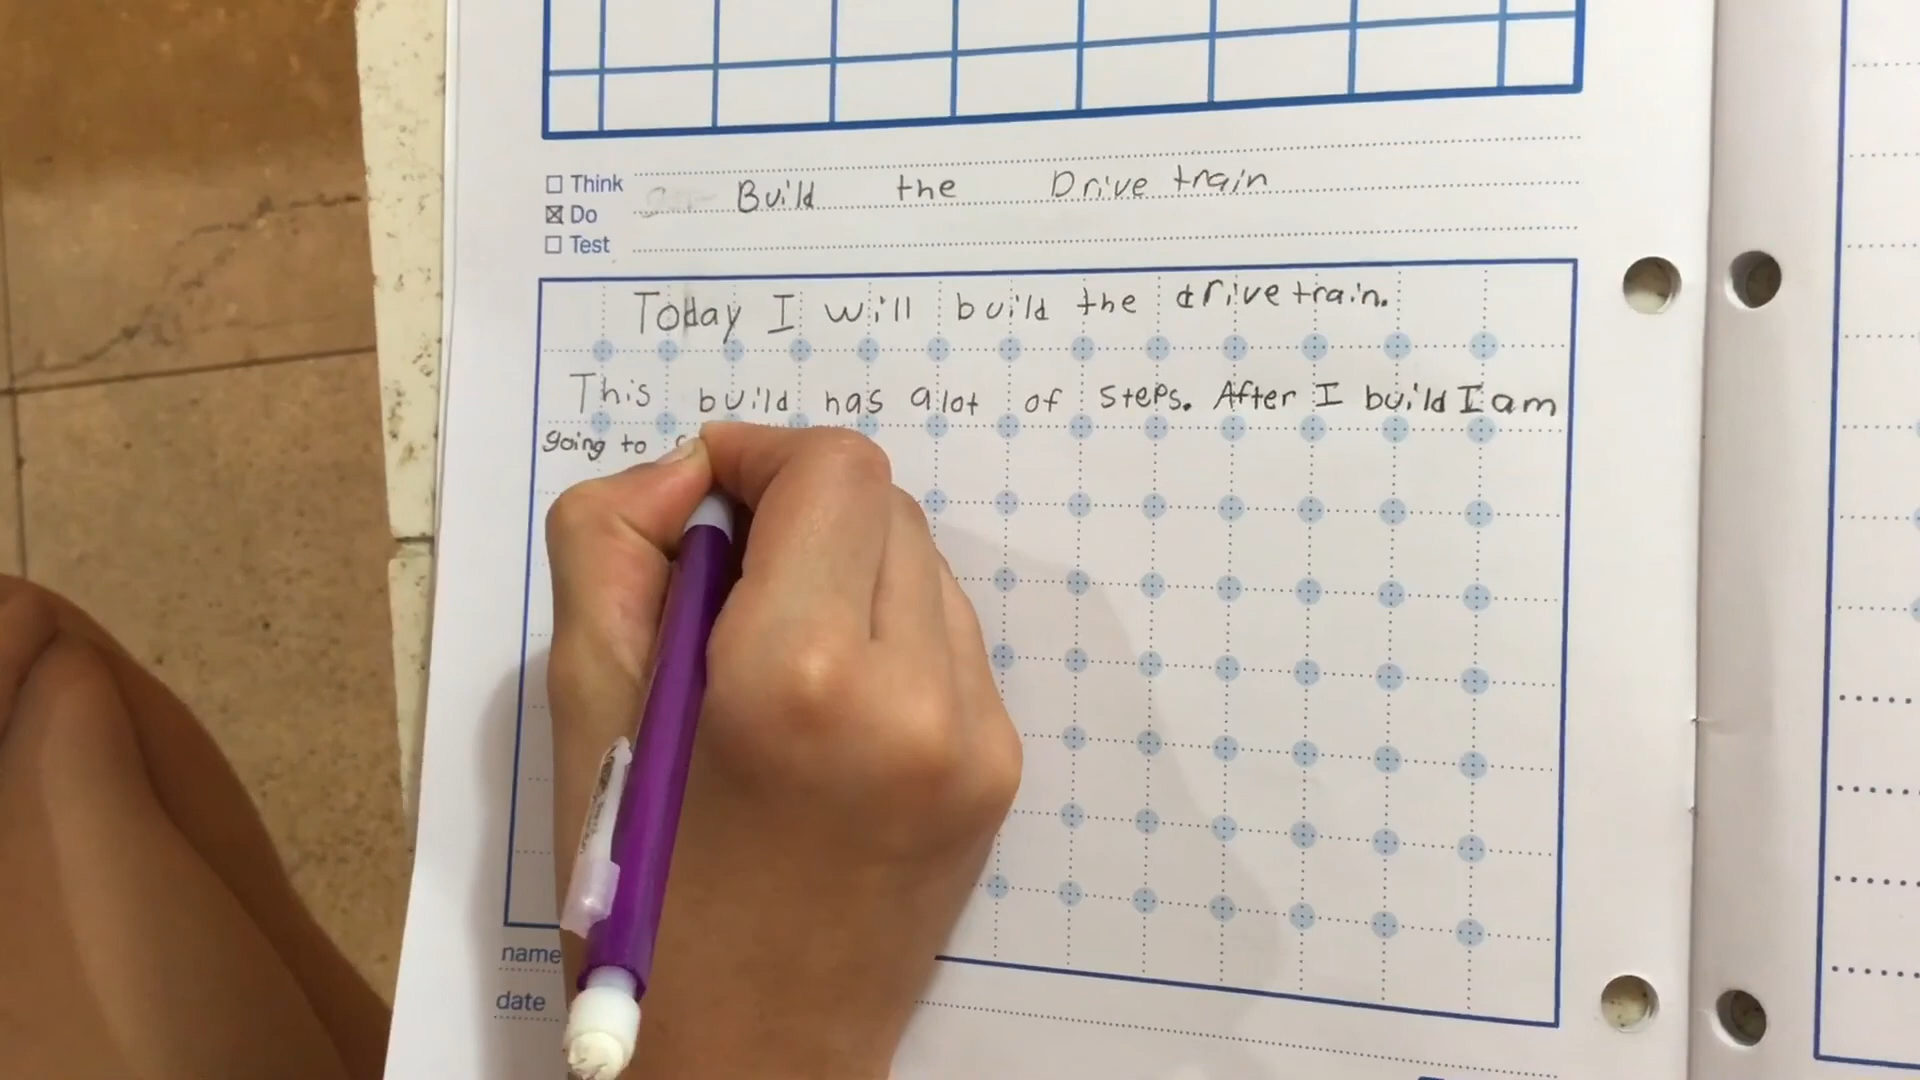 Think
Build the Drive train
Do
Test
Today I will build the drive train.
This build has alot of steps. After I build I am
going to
name
date